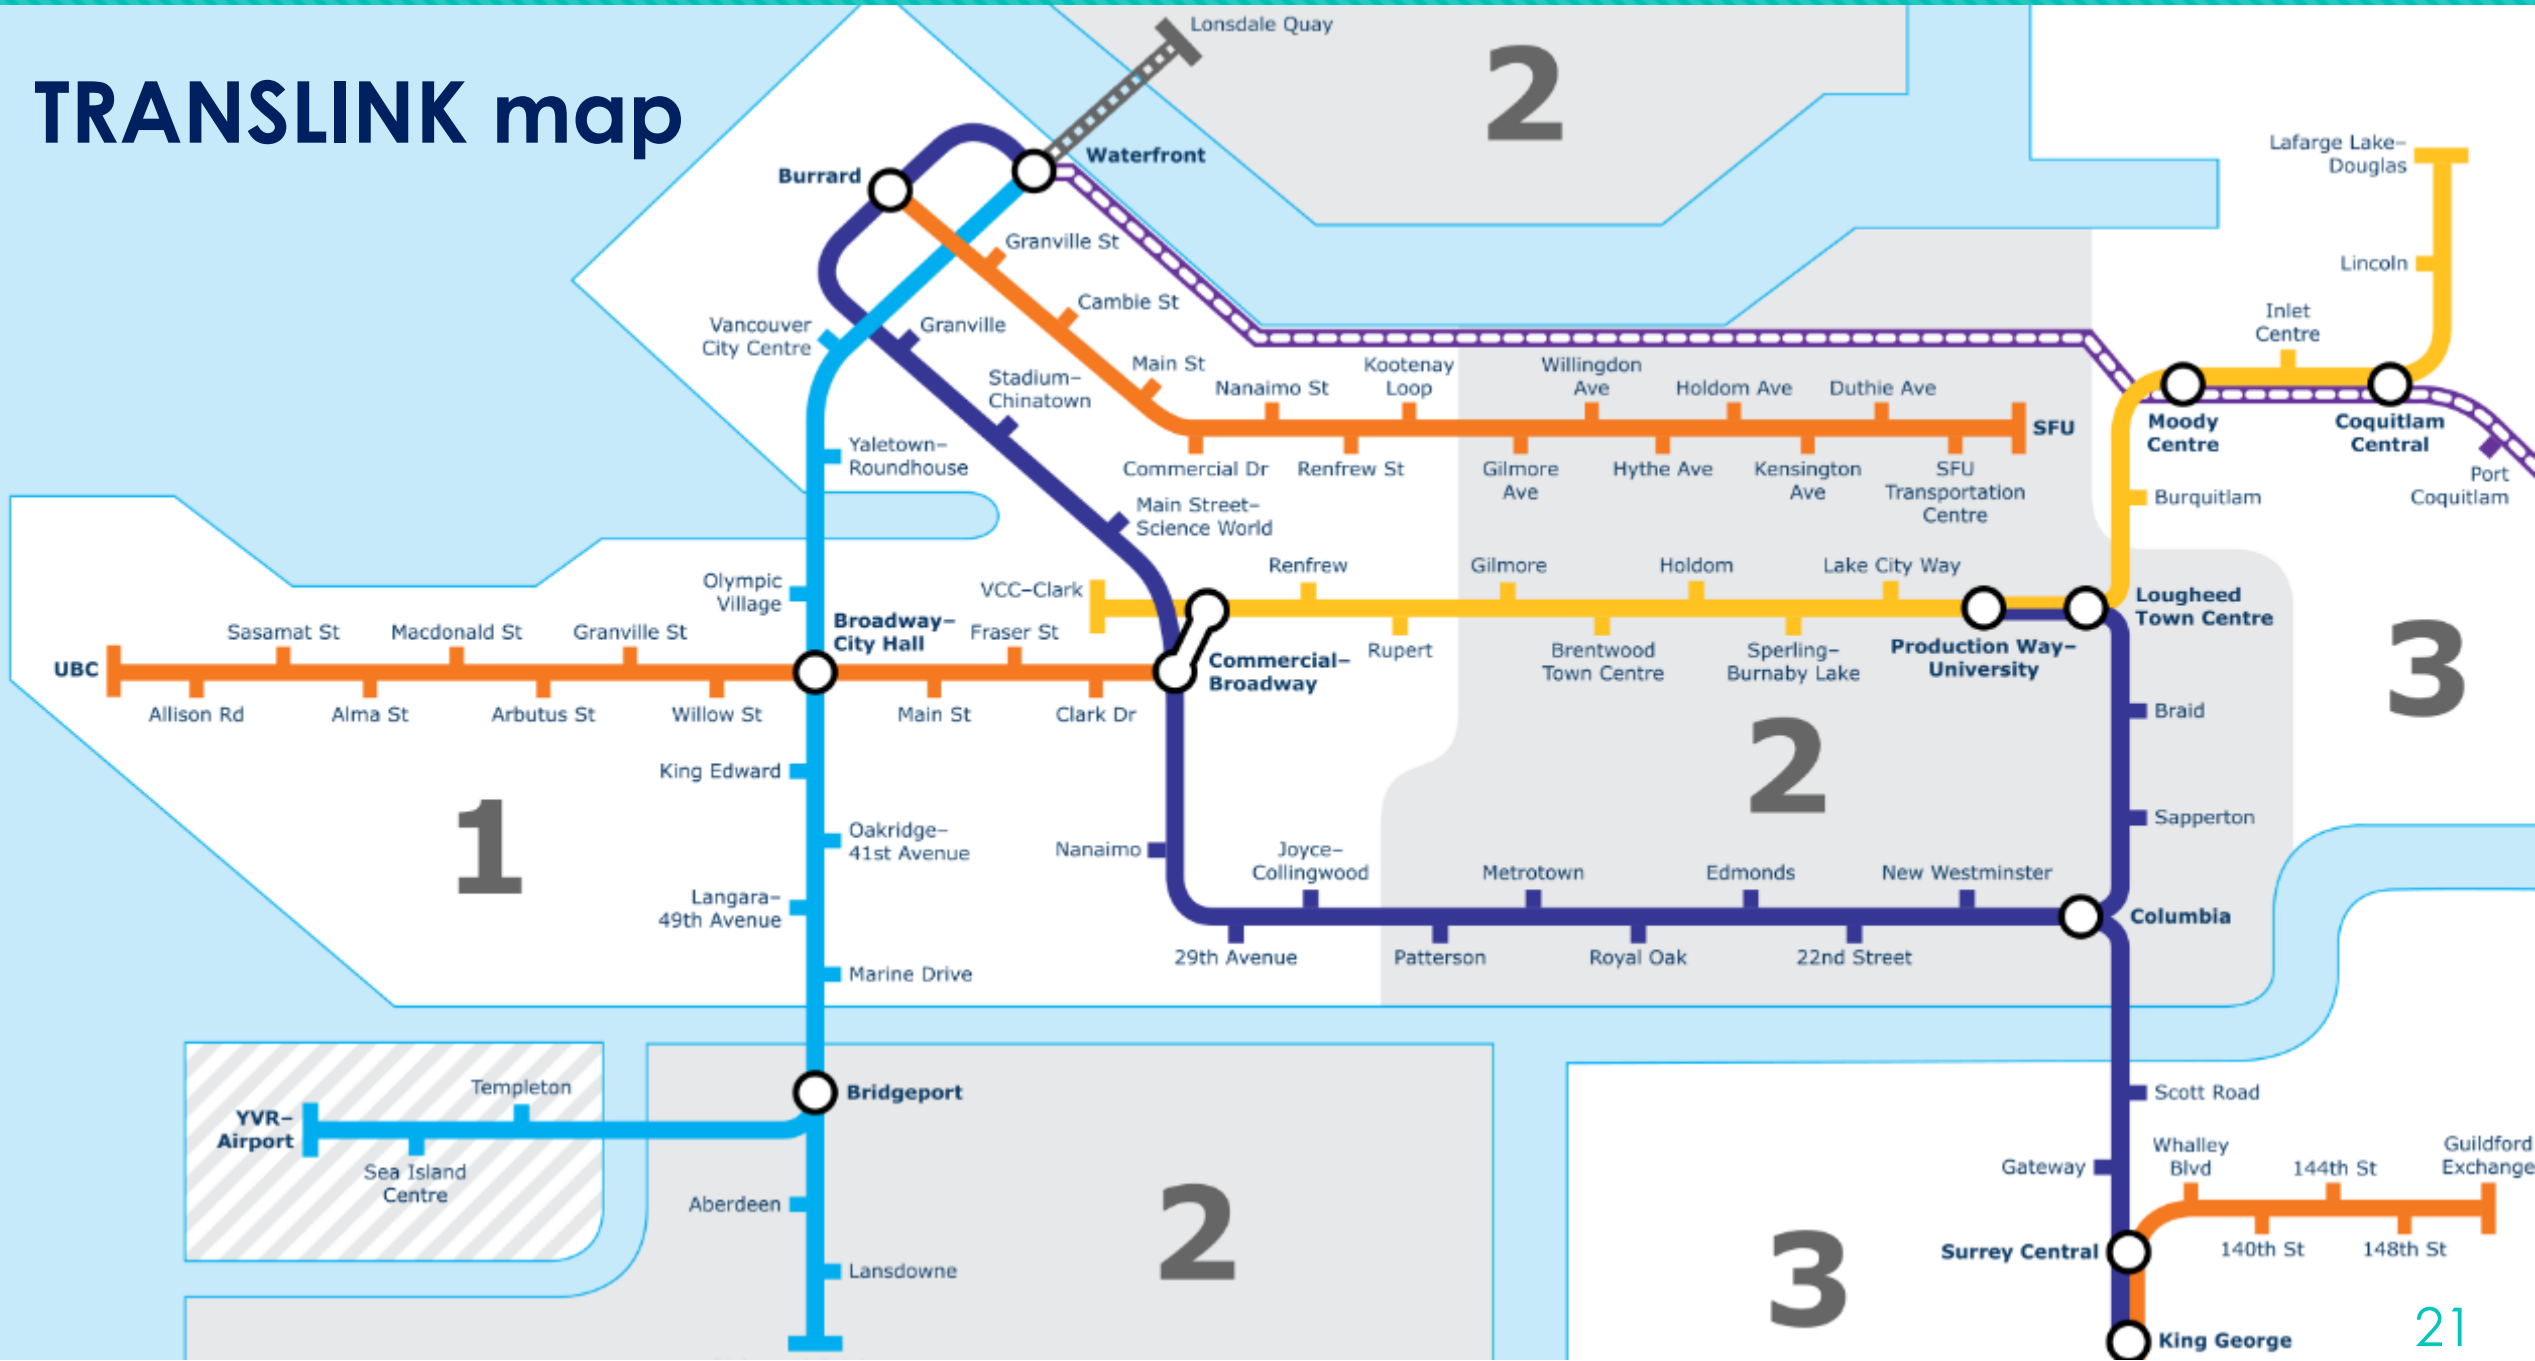 TRANSLINK map
Lonsdale Quay
2
Waterfront
Burrard
Lafarge Lake–
Douglas
Lincoln
Inlet
Centre
Granville St
Cambie St
Main St
Vancouver
City Centre
Granville
Stadium–
Chinatown
Nanaimo St
Kootenay
Loop
Willingdon
Ave
Holdom Ave
Duthie Ave
SFU
Commercial Dr
Renfrew St
Gilmore
Ave
Hythe Ave
Kensington
Ave
SFU
Transportation
Centre
Moody
Centre
Coquitlam
Central
Port
Coquitlam
Burquitlam
Yaletown–
Roundhouse
Main Street–
Science World
Olympic
Village
VCC–Clark
Renfrew
Gilmore
Holdom
Lake City Way
Lougheed
Town Centre
Broadway–
City Hall
Fraser St
Sasamat St
Macdonald St
Granville St
UBC
Allison Rd
Alma St
Arbutus St
Willow St
Main St
Clark Dr
Commercial–
Broadway
Rupert
Brentwood
Town Centre
Sperling–
Burnaby Lake
Production Way–
University
3
Braid
2
King Edward
1
Oakridge–
41st Avenue
Nanaimo
Joyce–
Collingwood
Metrotown
Edmonds
New Westminster
Sapperton
Langara–
49th Avenue
Columbia
Marine Drive
29th Avenue
Patterson
Royal Oak
22nd Street
Templeton
YVR–
Airport
Sea Island
Centre
Bridgeport
Aberdeen
Lansdowne
2
Scott Road
Gateway
Whalley
Blvd
144th St
Guildford
Exchange
3
Surrey Central
140th St
148th St
King George
21